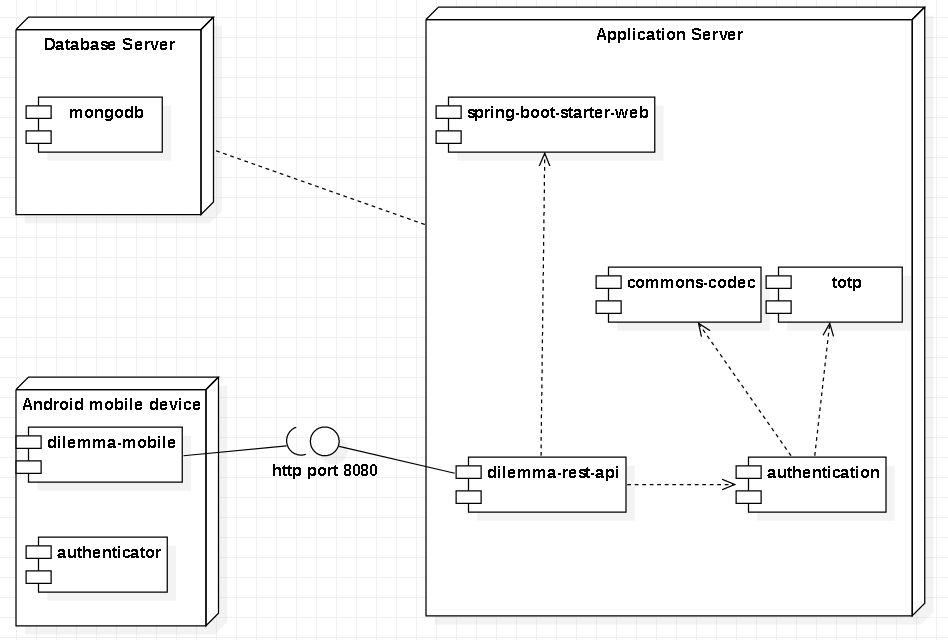 Database Server
mongodb
Application Server
spring-boot-starter-web
commons-codec
totp
Android mobile device
dilemma-mobile
http port 8080
dilemma-rest-api
authentication
authenticator